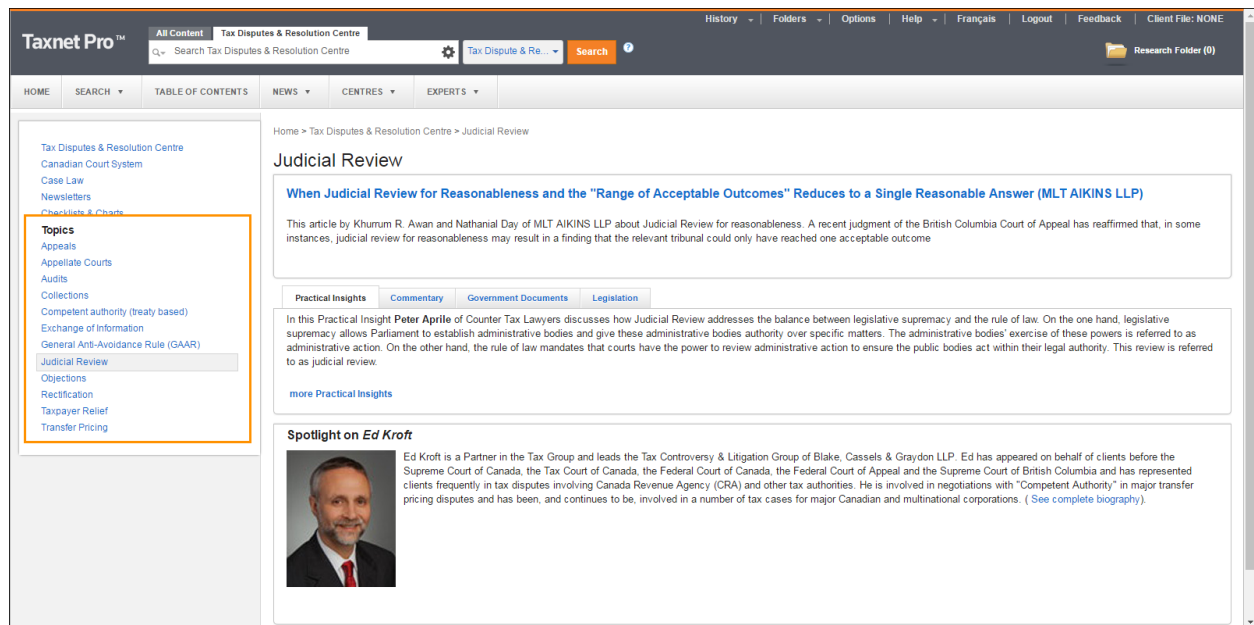 History | Folders | Options | Help | Français | Logout | Feedback | Client File: NONE
Taxnet Pro™
All Content Tax Disputes & Resolution Centre
Search Tax Disputes & Resolution Centre Tax Dispute & Re... Search ?
Research Folder (0)
HOME SEARCH TABLE OF CONTENTS NEWS CENTRES EXPERTS
Tax Disputes & Resolution Centre
Canadian Court System
Case Law
Newsletters
Checklists & Charts
Topics
Appeals
Appellate Courts
Audits
Collections
Competent authority (treaty based)
Exchange of Information
General Anti-Avoidance Rule (GAAR)
Judicial Review
Objections
Rectification
Taxpayer Relief
Transfer Pricing
Home > Tax Disputes & Resolution Centre > Judicial Review
Judicial Review
When Judicial Review for Reasonableness and the "Range of Acceptable Outcomes" Reduces to a Single Reasonable Answer (MLT AIKINS LLP)
This article by Khurrum R. Awan and Nathanial Day of MLT AIKINS LLP about Judicial Review for reasonableness. A recent judgment of the British Columbia Court of Appeal has reaffirmed that, in some
instances, judicial review for reasonableness may result in a finding that the relevant tribunal could only have reached one acceptable outcome
Practical Insights Commentary Government Documents Legislation
In this Practical Insight Peter Aprile of Counter Tax Lawyers discusses how Judicial Review addresses the balance between legislative supremacy and the rule of law. On the one hand, legislative
supremacy allows Parliament to establish administrative bodies and give these administrative bodies authority over specific matters. The administrative bodies' exercise of these powers is referred to as
administrative action. On the other hand, the rule of law mandates that courts have the power to review administrative action to ensure the public bodies act within their legal authority. This review is referred
to as judicial review.
more Practical Insights
Spotlight on Ed Kroft
Ed Kroft is a Partner in the Tax Group and leads the Tax Controversy & Litigation Group of Blake, Cassels & Graydon LLP. Ed has appeared on behalf of clients before the
Supreme Court of Canada, the Tax Court of Canada, the Federal Court of Canada, the Federal Court of Appeal and the Supreme Court of British Columbia and has represented
clients frequently in tax disputes involving Canada Revenue Agency (CRA) and other tax authorities. He is involved in negotiations with "Competent Authority" in major transfer
pricing disputes and has been, and continues to be, involved in a number of tax cases for major Canadian and multinational corporations. ( See complete biography).